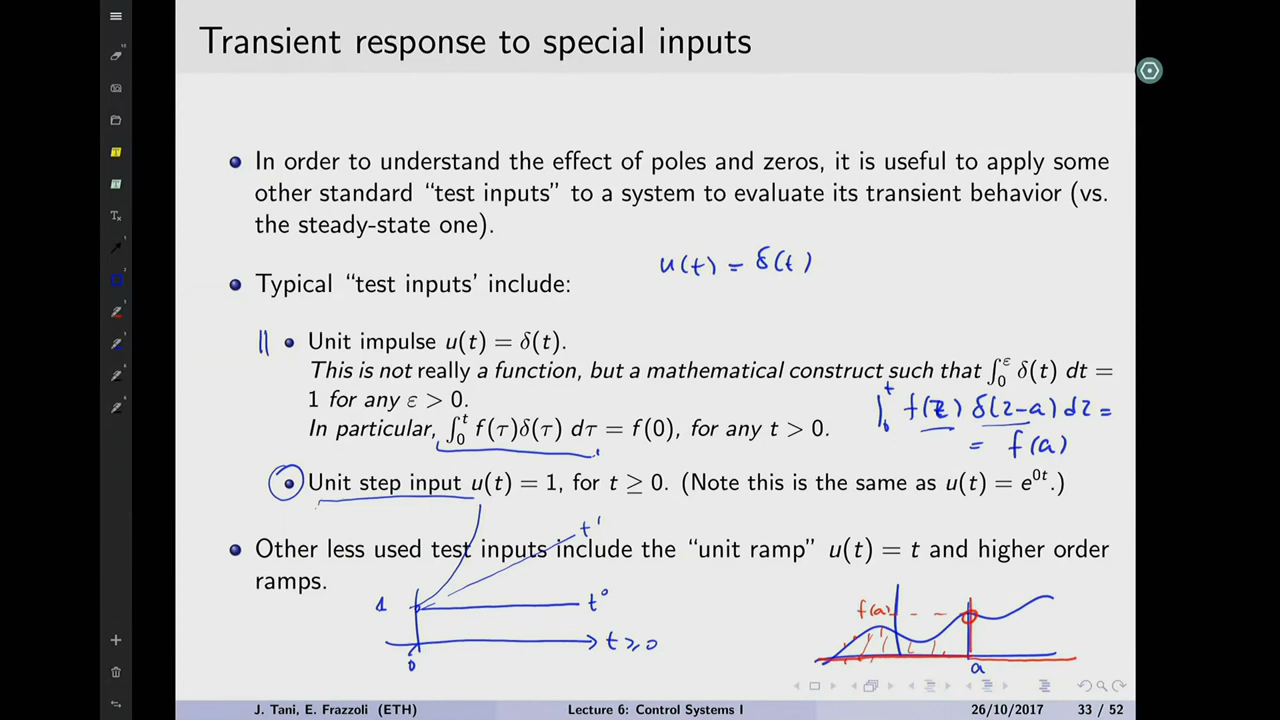 Transient response to special inputs
In order to understand the effect of poles and zeros, it is useful to apply some
other standard “test inputs” to a system to evaluate its transient behavior (vs.
the steady-state one).
u(t) = δ(t)
Typical “test inputs' include:
Unit impulse u(t) = δ(t).
This is not really a function, but a mathematical construct such that ∫₀^ε δ(t) dt =
1 for any ε > 0.
In particular, ∫₀^t f(τ)δ(τ) dτ = f(0), for any t > 0.
∫₀^t f(τ) δ(τ-a) dτ =
= f(a)
Unit step input u(t) = 1, for t ≥ 0. (Note this is the same as u(t) = e^{0t}.)
t¹
Other less used test inputs include the “unit ramp” u(t) = t and higher order
ramps.
1
t⁰
f(a)
t ≥ 0
0
a
J. Tani, E. Frazzoli (ETH)
Lecture 6: Control Systems I
26/10/2017
33 / 52